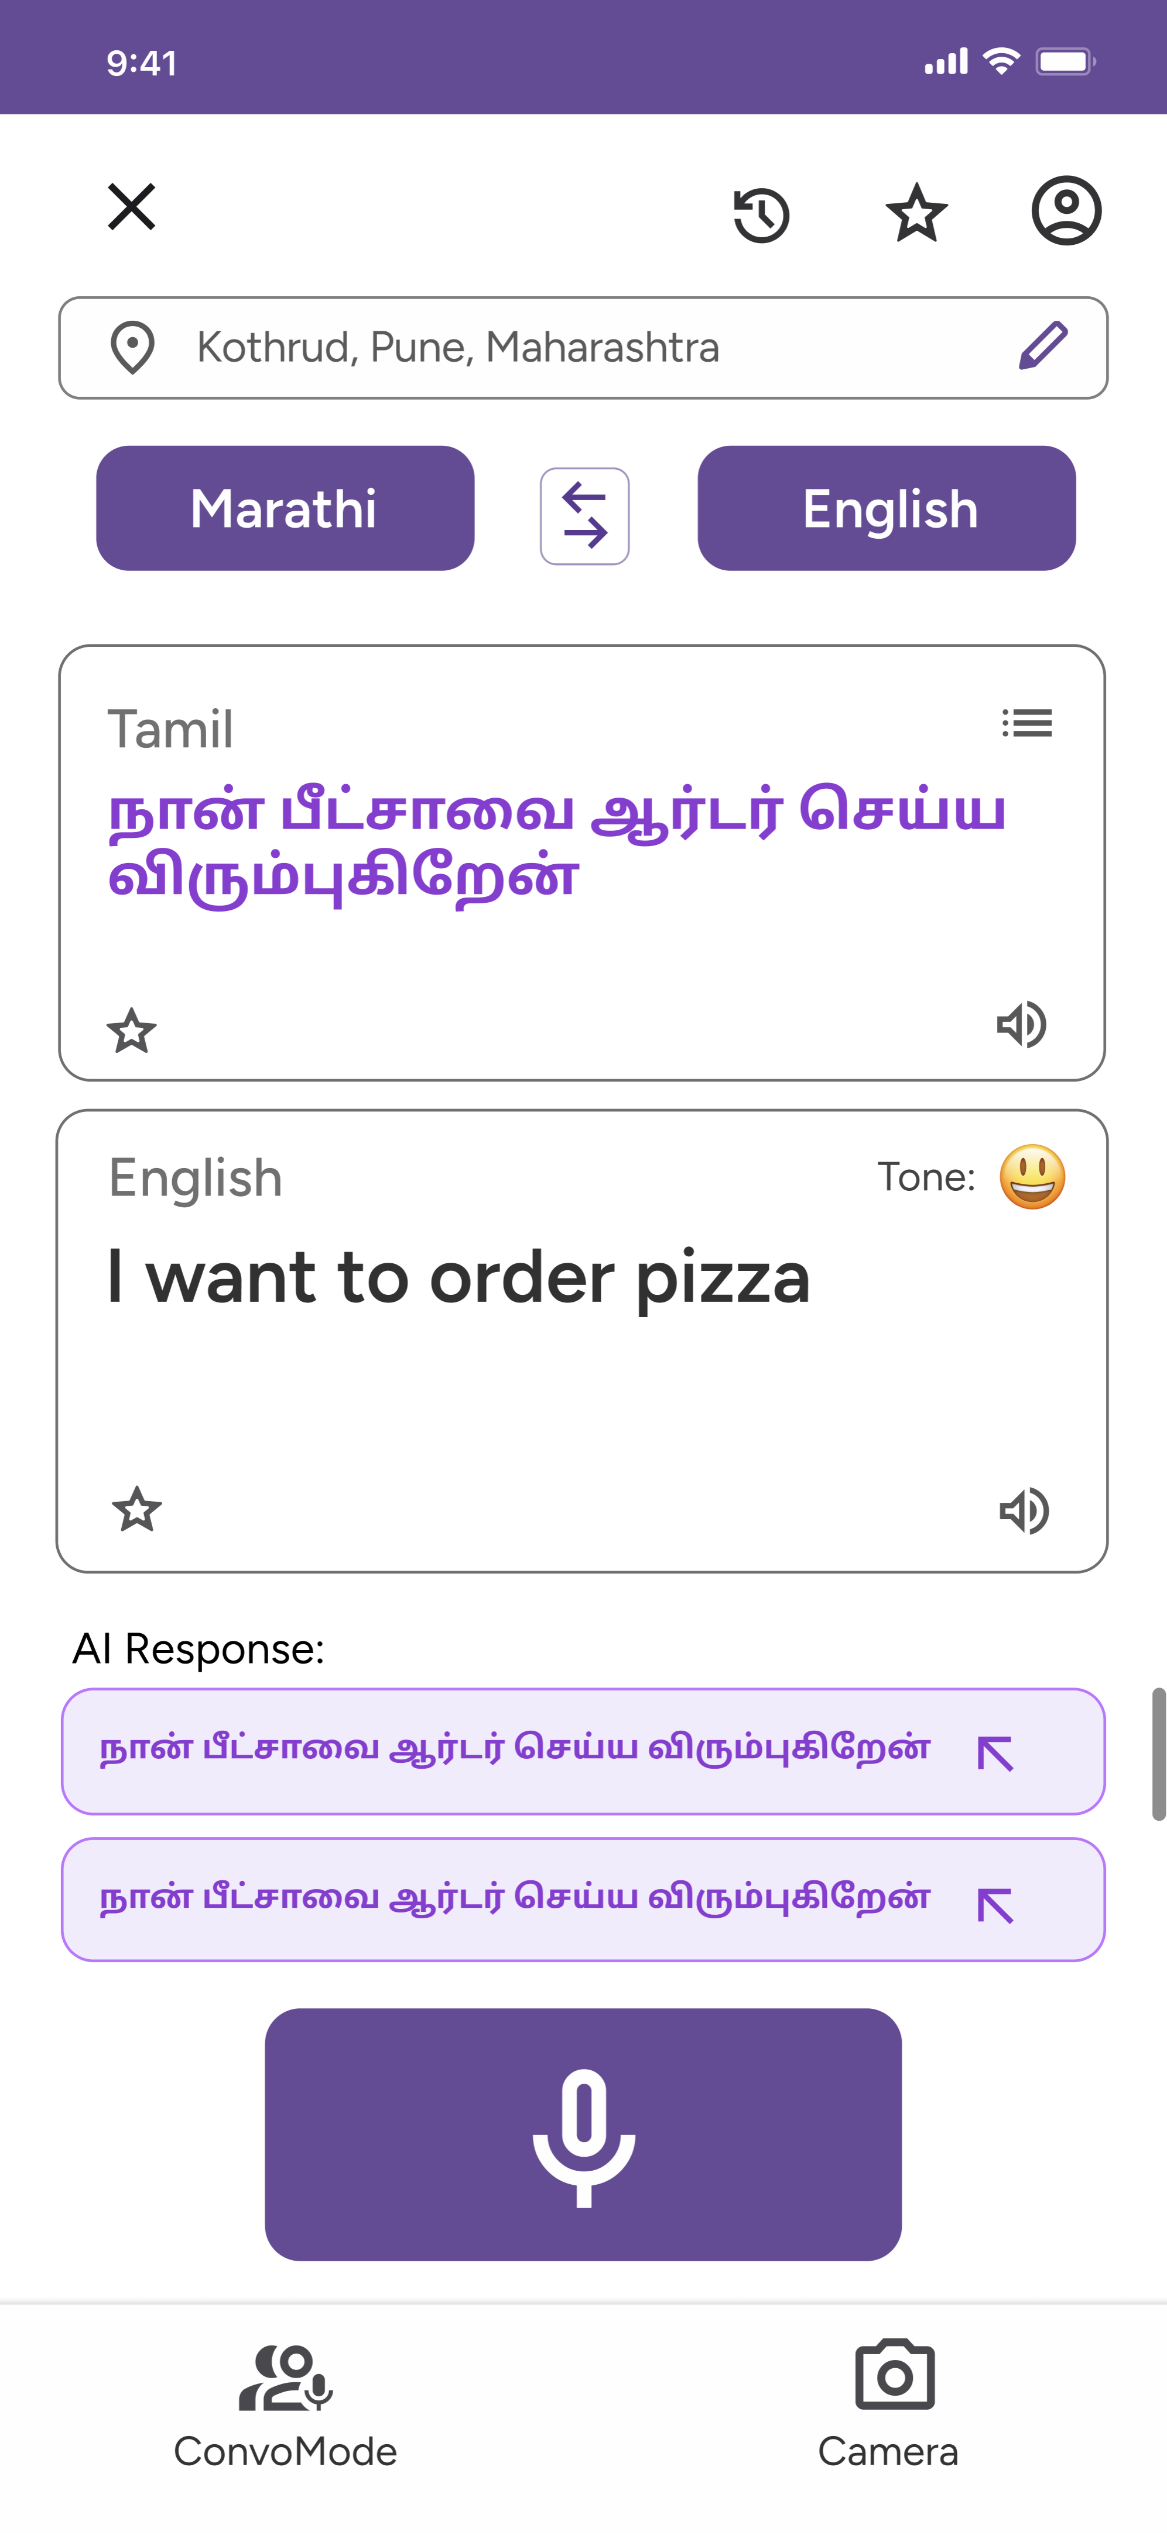 9:41
Kothrud, Pune, Maharashtra
Marathi
English
Tamil
நான் பீட்சாவை ஆர்டர் செய்ய
விரும்புகிறேன்
English
Tone:
I want to order pizza
AI Response:
நான் பீட்சாவை ஆர்டர் செய்ய விரும்புகிறேன்
நான் பீட்சாவை ஆர்டர் செய்ய விரும்புகிறேன்
ConvoMode
Camera